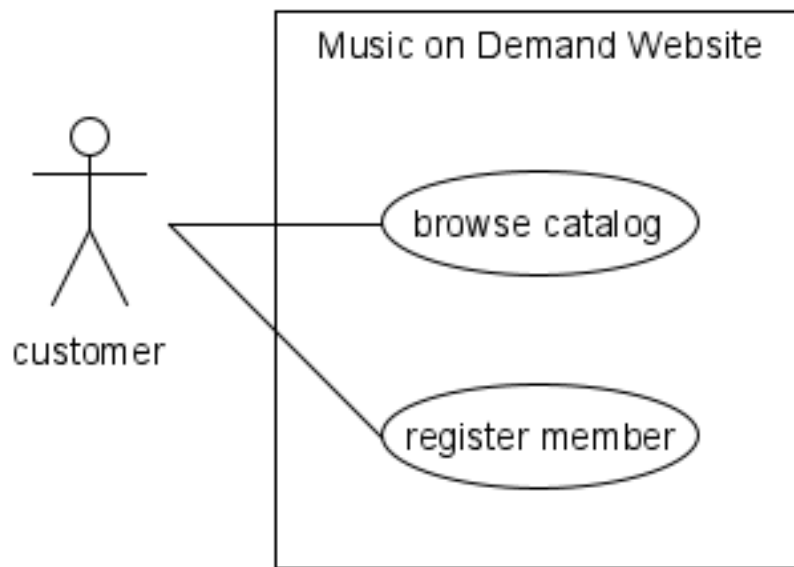 Music on Demand Website
browse catalog
customer
register member